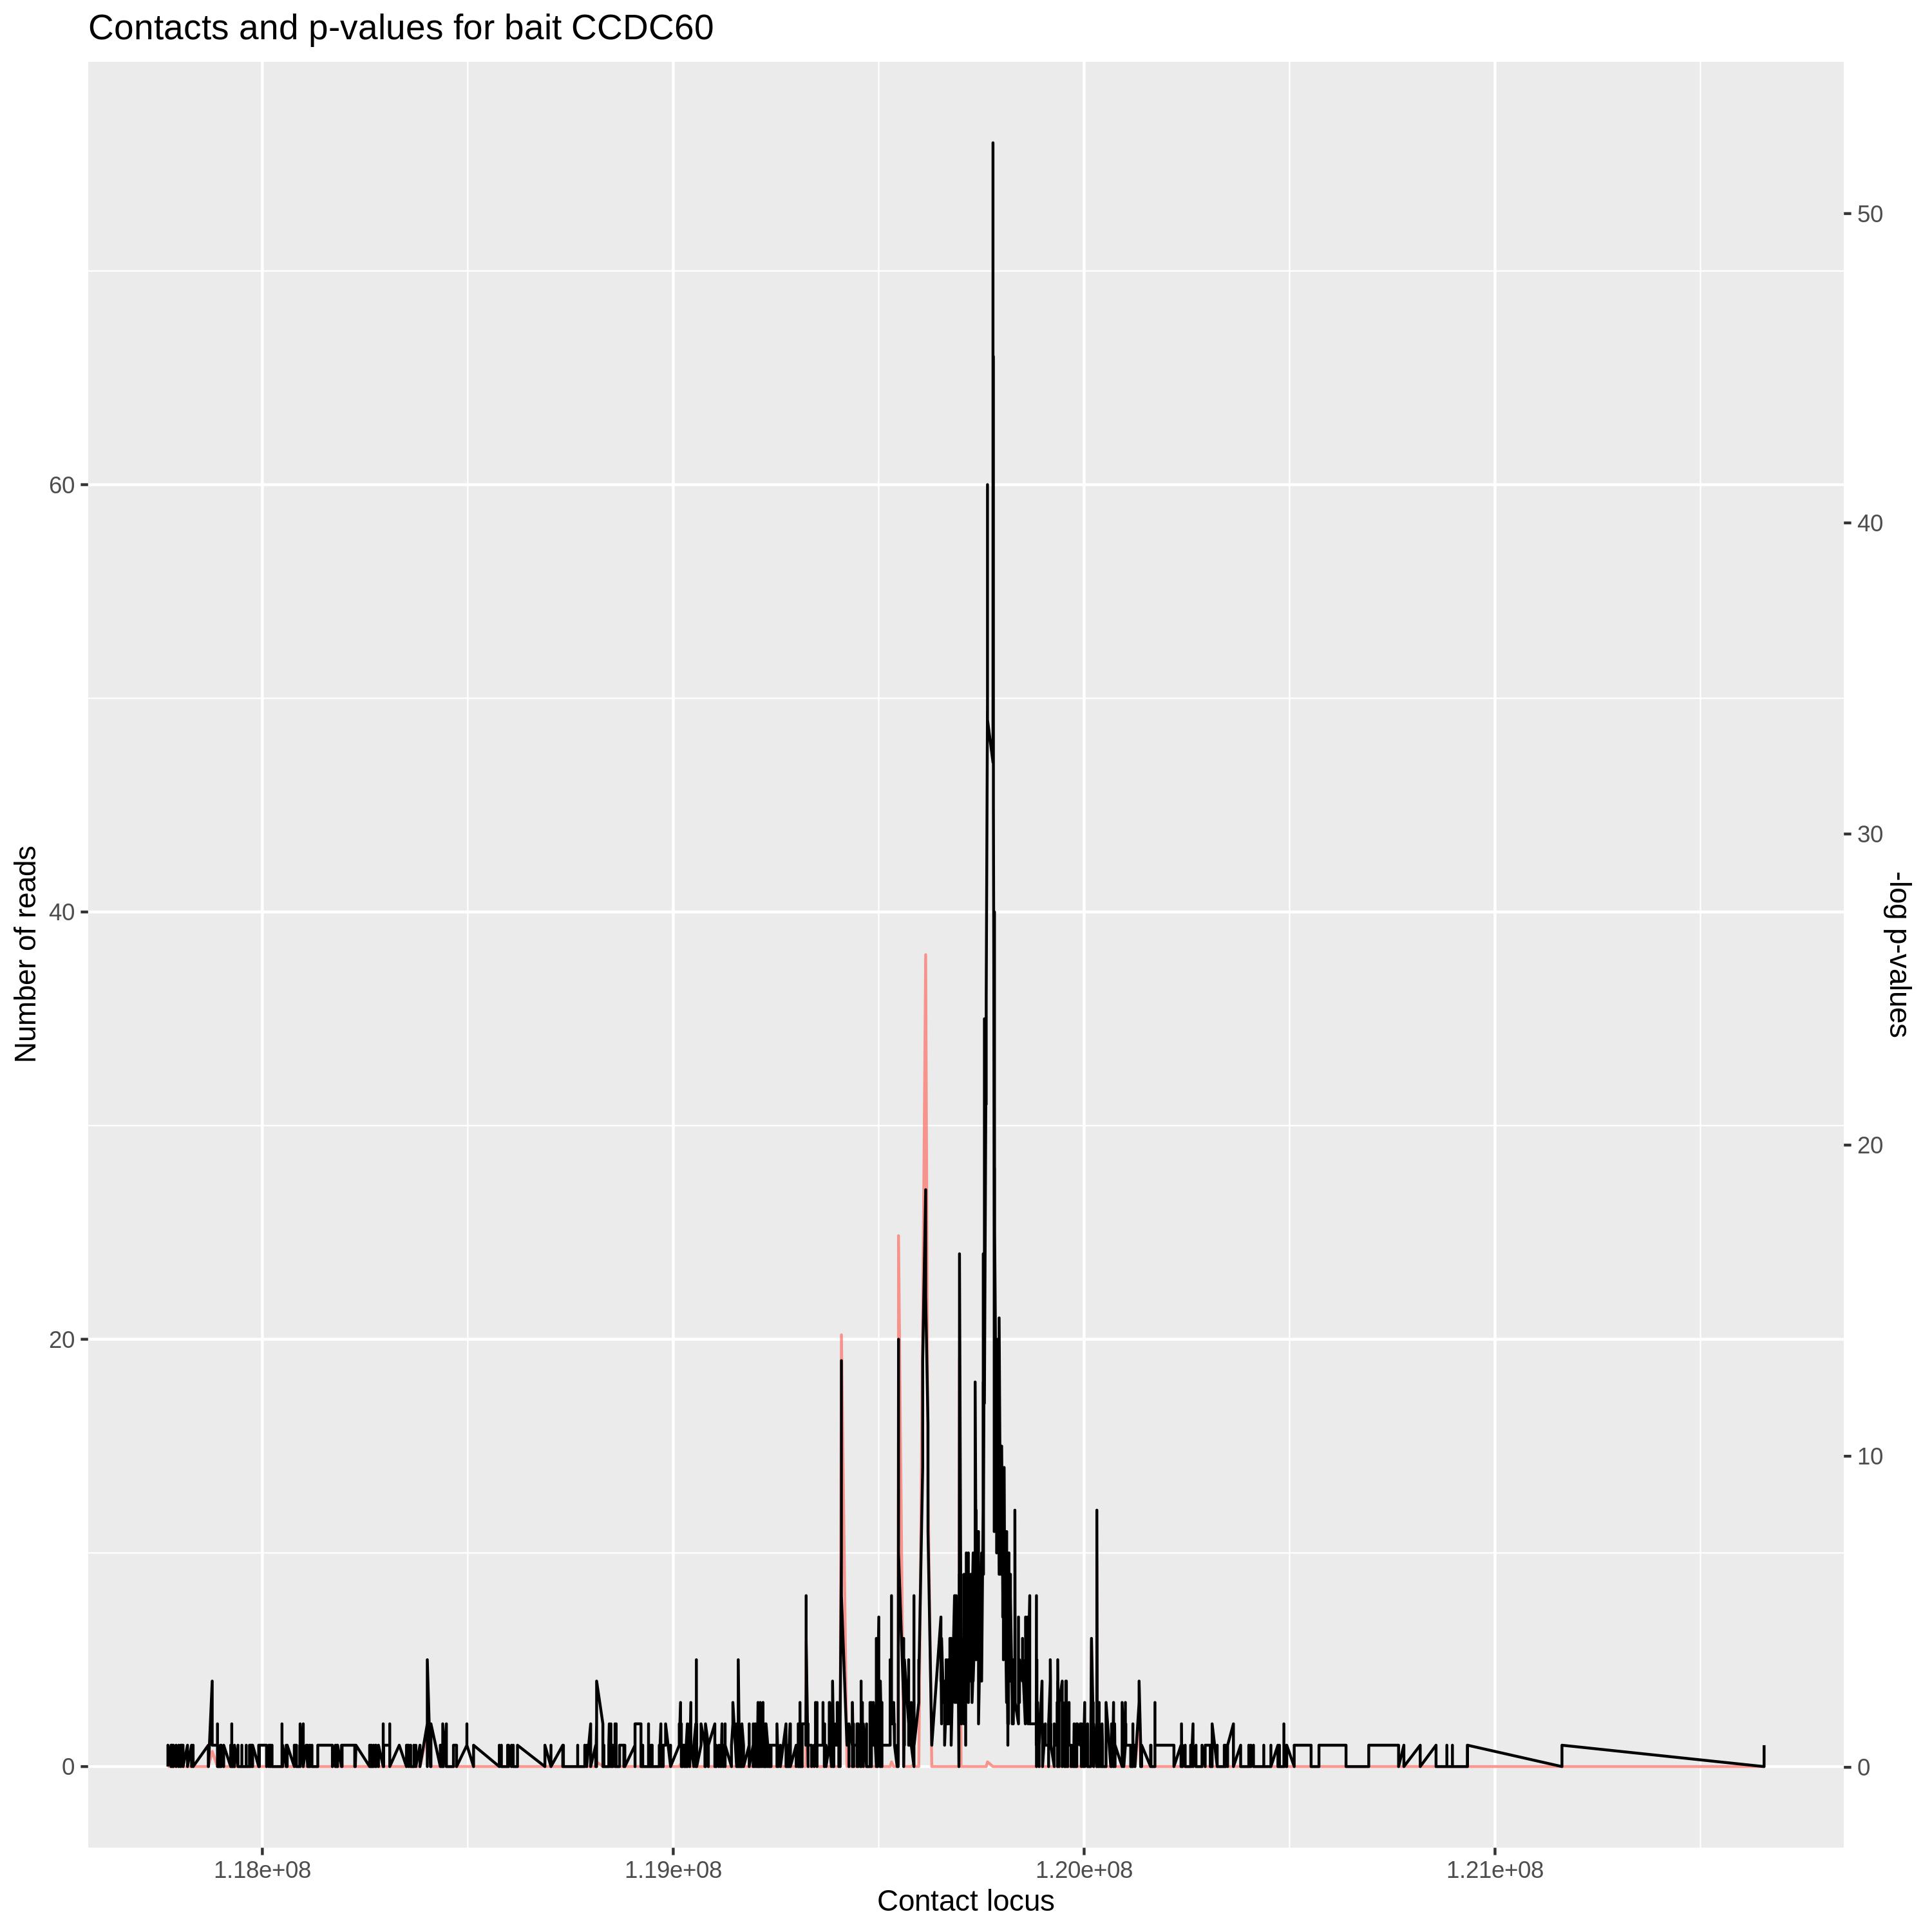 Contacts and p-values for bait CCDC60
Number of reads
60
40
20
0
-log p-values
50
40
30
20
10
0
1.18e+08
1.19e+08
1.20e+08
1.21e+08
Contact locus